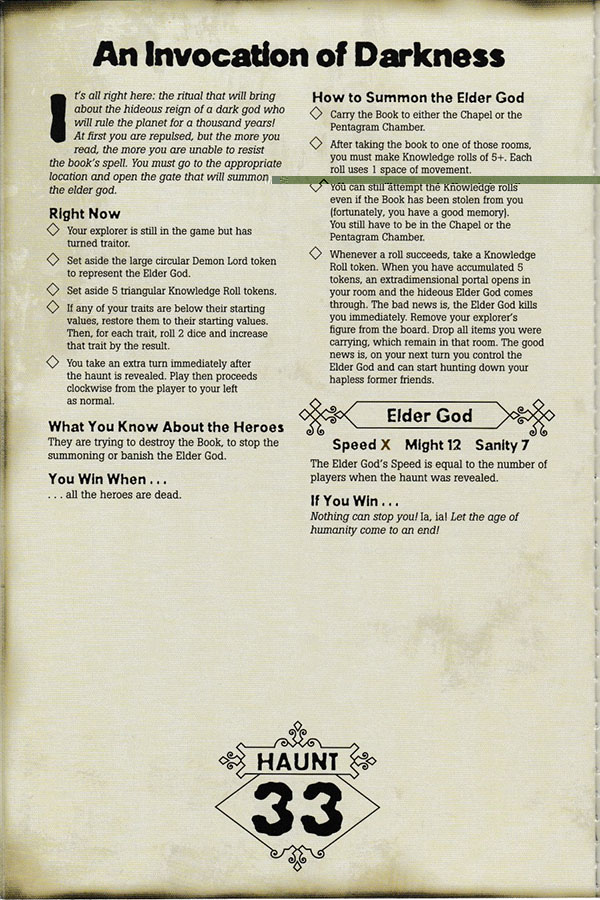 An Invocation of Darkness
It's all right here: the ritual that will bring
about the hideous reign of a dark god who
will rule the planet for a thousand years!
At first you are repulsed, but the more you
read, the more you are unable to resist
the book's spell. You must go to the appropriate
location and open the gate that will summon
the elder god.
Right Now
Your explorer is still in the game but has
turned traitor.
Set aside the large circular Demon Lord token
to represent the Elder God.
Set aside 5 triangular Knowledge Roll tokens.
If any of your traits are below their starting
values, restore them to their starting values.
Then, for each trait, roll 2 dice and increase
that trait by the result.
You take an extra turn immediately after
the haunt is revealed. Play then proceeds
clockwise from the player to your left
as normal.
What You Know About the Heroes
They are trying to destroy the Book, to stop the
summoning or banish the Elder God.
You Win When . . .
. . . all the heroes are dead.
How to Summon the Elder God
Carry the Book to either the Chapel or the
Pentagram Chamber.
After taking the book to one of those rooms,
you must make Knowledge rolls of 5+. Each
roll uses 1 space of movement.
You can still attempt the Knowledge rolls
even if the Book has been stolen from you
(fortunately, you have a good memory).
You still have to be in the Chapel or the
Pentagram Chamber.
Whenever a roll succeeds, take a Knowledge
Roll token. When you have accumulated 5
tokens, an extradimensional portal opens in
your room and the hideous Elder God comes
through. The bad news is, the Elder God kills
you immediately. Remove your explorer's
figure from the board. Drop all items you were
carrying, which remain in that room. The good
news is, on your next turn you control the
Elder God and can start hunting down your
hapless former friends.
Elder God
Speed X Might 12 Sanity 7
The Elder God's Speed is equal to the number of
players when the haunt was revealed.
If You Win . . .
Nothing can stop you! Ia, ia! Let the age of
humanity come to an end!
HAUNT
33